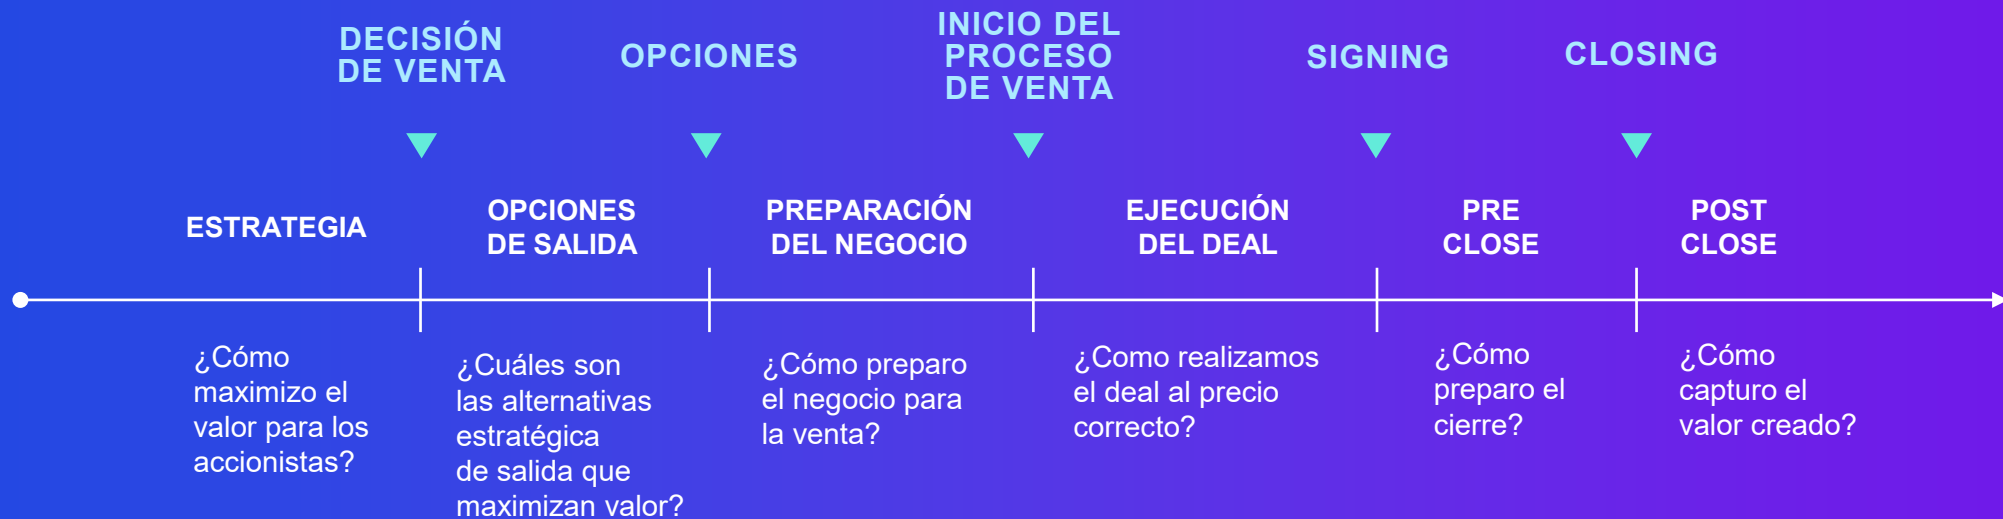 DECISIÓN
DE VENTA
OPCIONES
INICIO DEL
PROCESO
DE VENTA
SIGNING
CLOSING
ESTRATEGIA
OPCIONES
DE SALIDA
PREPARACIÓN
DEL NEGOCIO
EJECUCIÓN
DEL DEAL
PRE
CLOSE
POST
CLOSE
¿Cómo
maximizo el
valor para los
accionistas?
¿Cuáles son
las alternativas
estratégica
de salida que
maximizan valor?
¿Cómo preparo
el negocio para
la venta?
¿Como realizamos
el deal al precio
correcto?
¿Cómo
preparo el
cierre?
¿Cómo
capturo el
valor creado?